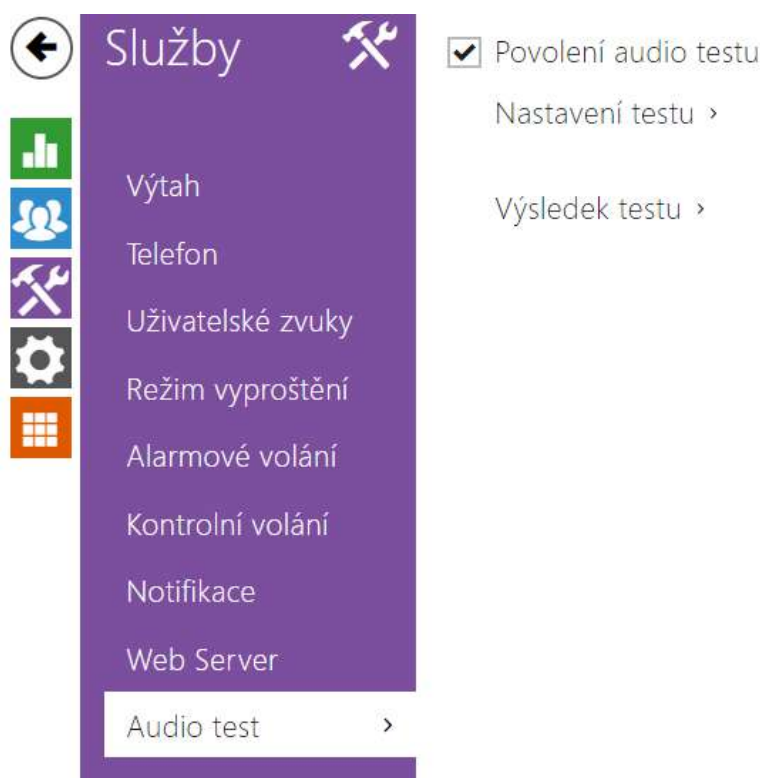 Služby
Výtah
Telefon
Uživatelské zvuky
Režim vyproštění
Alarmové volání
Kontrolní volání
Notifikace
Web Server
Audio test
Povolení audio testu
Nastavení testu
Výsledek testu